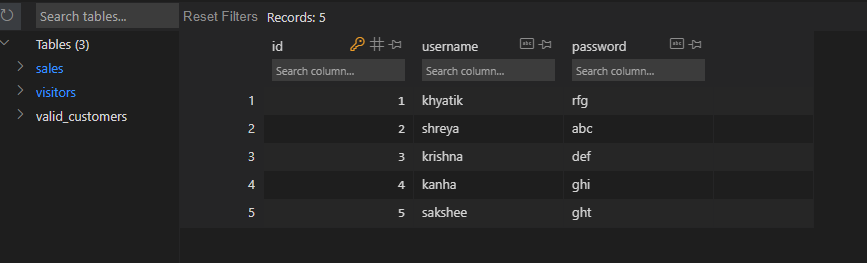 Search tables... Reset Filters Records: 5
Tables (3)
sales
visitors
valid_customers
id username password
Search column... Search column... Search column...
1 1 khyatik rfg
2 2 shreya abc
3 3 krishna def
4 4 kanha ghi
5 5 sakshee ght